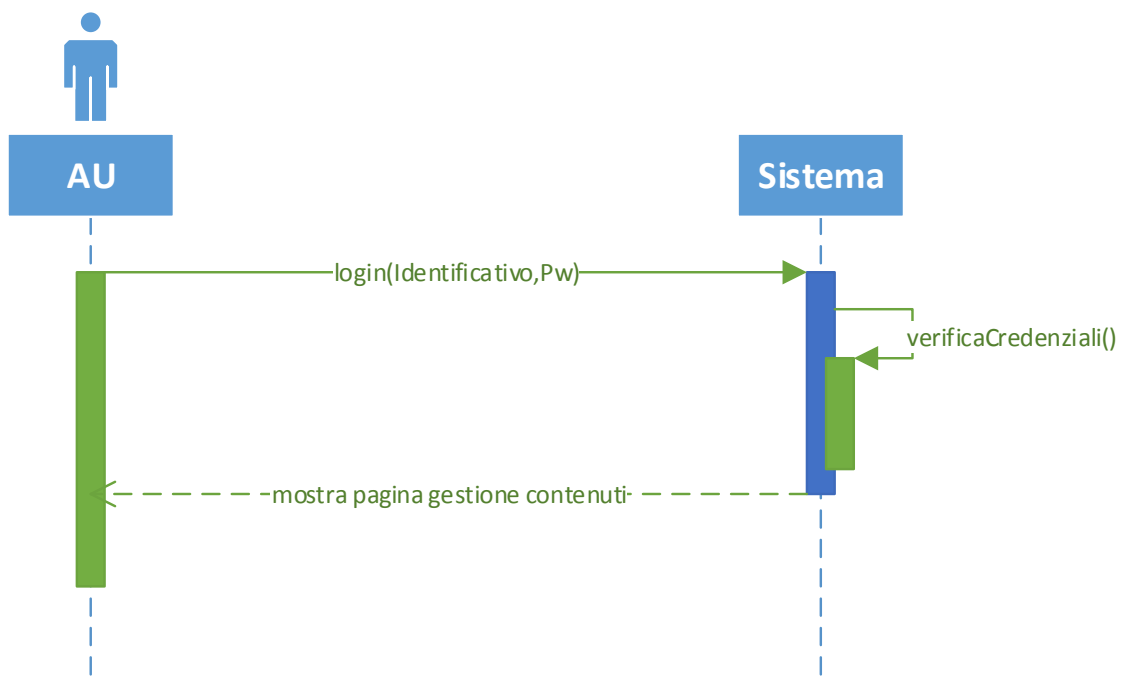 AU
Sistema
login(Identificativo,Pw)
verificaCredenziali()
mostra pagina gestione contenuti